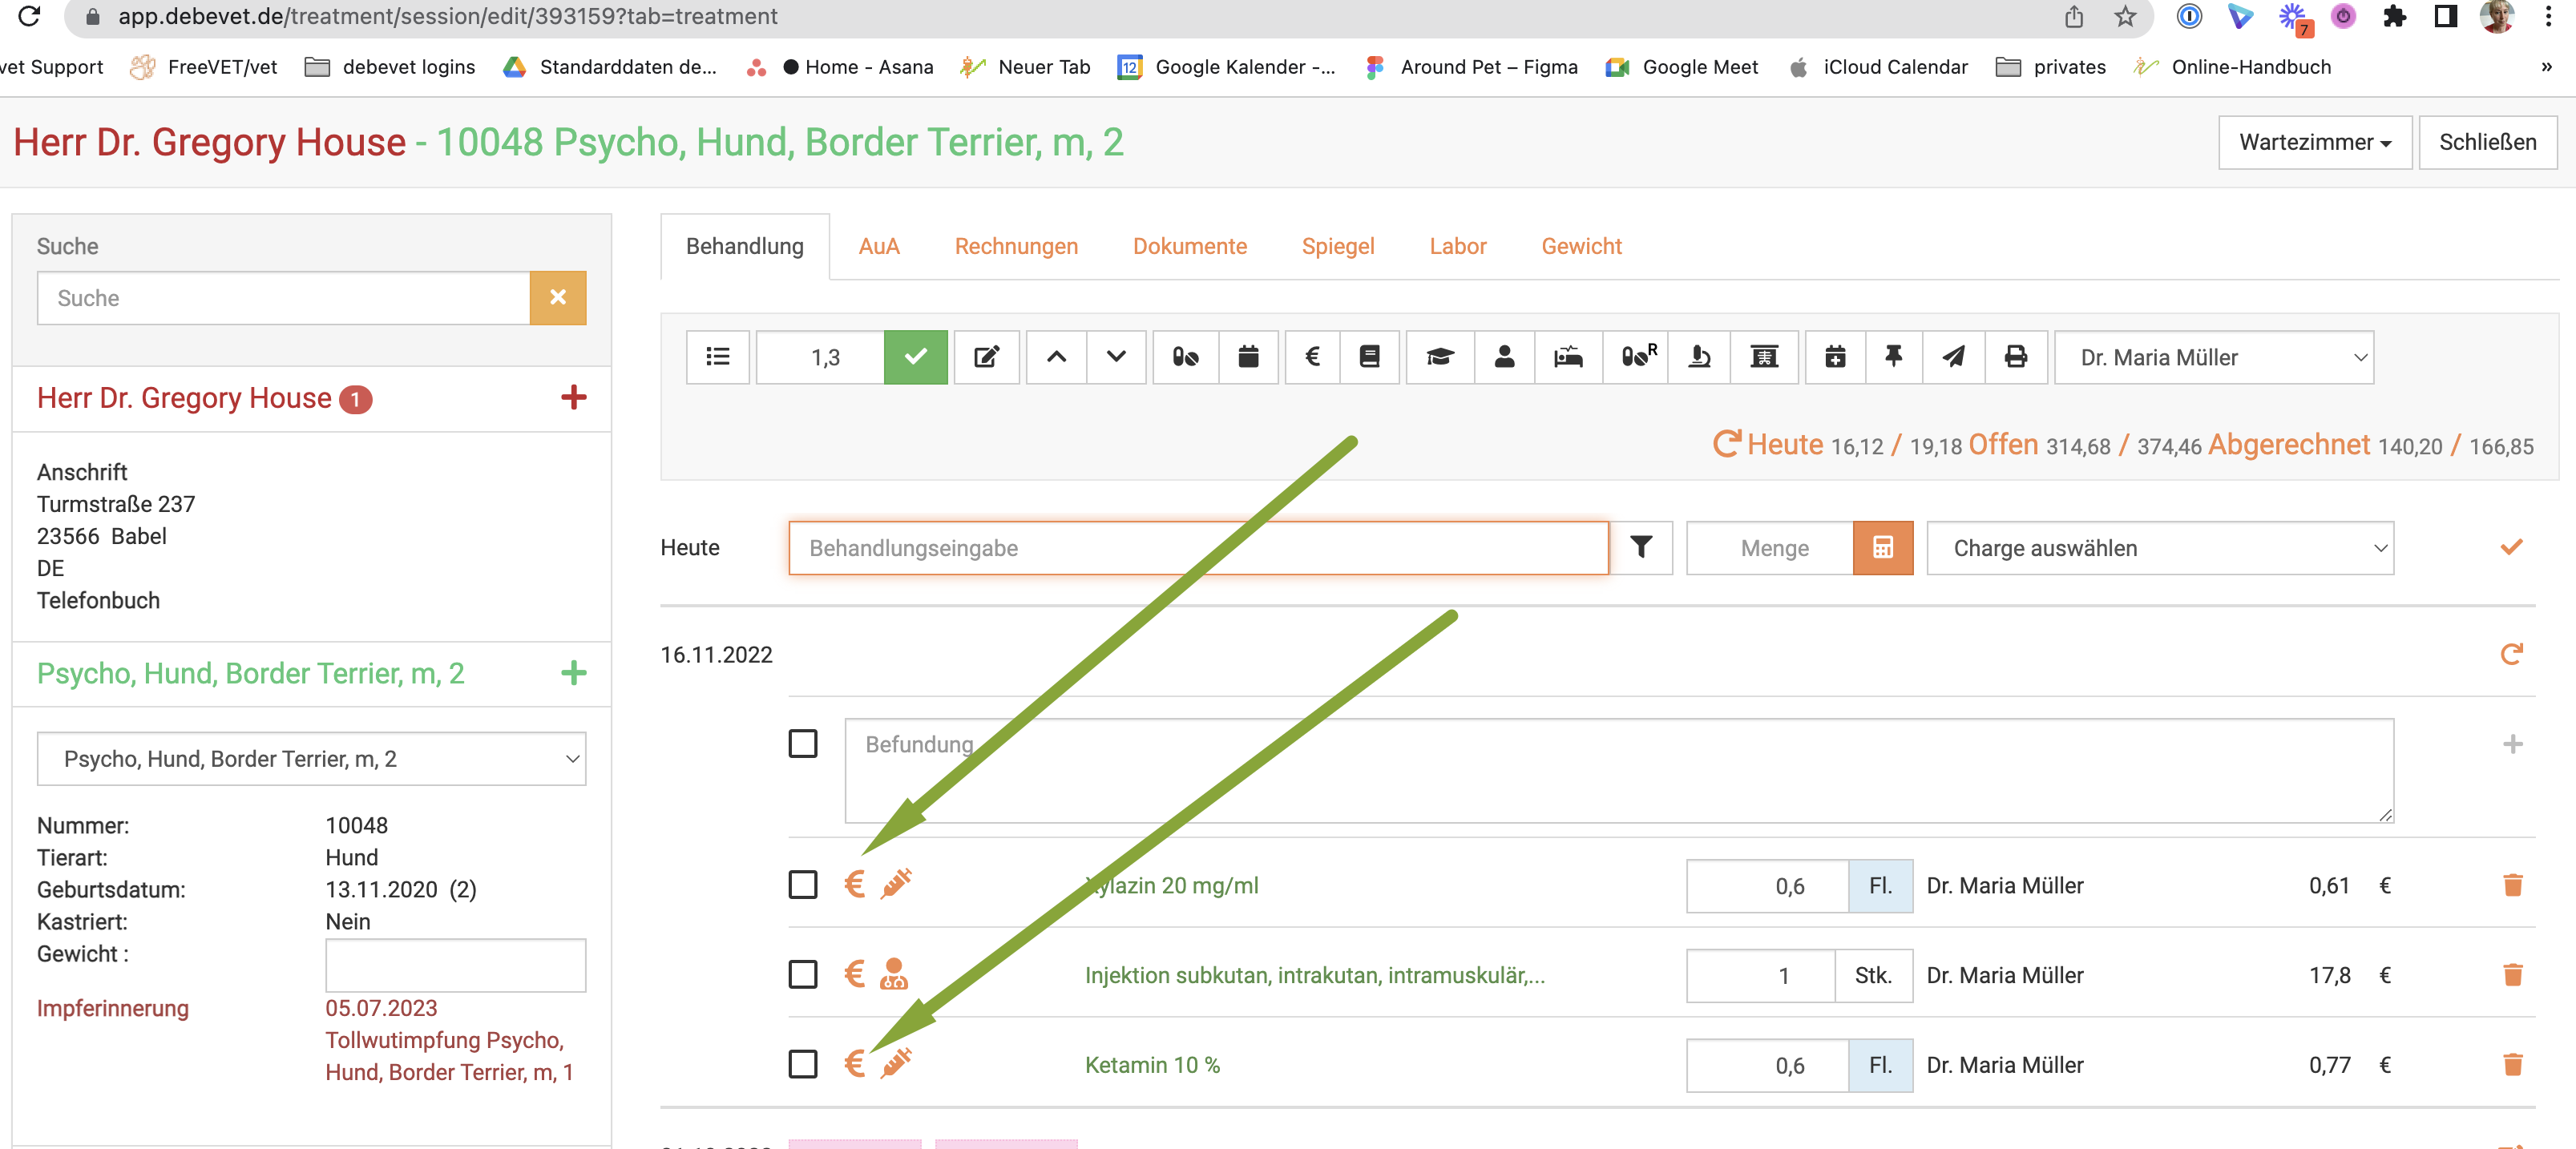 app.debevet.de/treatment/session/edit/393159?tab=treatment
7
vet Support FreeVET/vet debevet logins Standarddaten de... Home - Asana Neuer Tab 12 Google Kalender -... Around Pet – Figma Google Meet iCloud Calendar privates Online-Handbuch »
Herr Dr. Gregory House - 10048 Psycho, Hund, Border Terrier, m, 2
Wartezimmer
Schließen
Suche
Suche
Herr Dr. Gregory House 1
Anschrift
Turmstraße 237
23566 Babel
DE
Telefonbuch
Psycho, Hund, Border Terrier, m, 2
Psycho, Hund, Border Terrier, m, 2
Nummer: 10048
Tierart: Hund
Geburtsdatum: 13.11.2020 (2)
Kastriert: Nein
Gewicht :
Impferinnerung 05.07.2023
Tollwutimpfung Psycho,
Hund, Border Terrier, m, 1
Behandlung AuA Rechnungen Dokumente Spiegel Labor Gewicht
1,3 € R Dr. Maria Müller
Heute 16,12 / 19,18 Offen 314,68 / 374,46 Abgerechnet 140,20 / 166,85
Heute Behandlungseingabe Menge Charge auswählen
16.11.2022
Befundung
€ Xylazin 20 mg/ml 0,6 Fl. Dr. Maria Müller 0,61 €
€ Injektion subkutan, intrakutan, intramuskulär,... 1 Stk. Dr. Maria Müller 17,8 €
€ Ketamin 10 % 0,6 Fl. Dr. Maria Müller 0,77 €